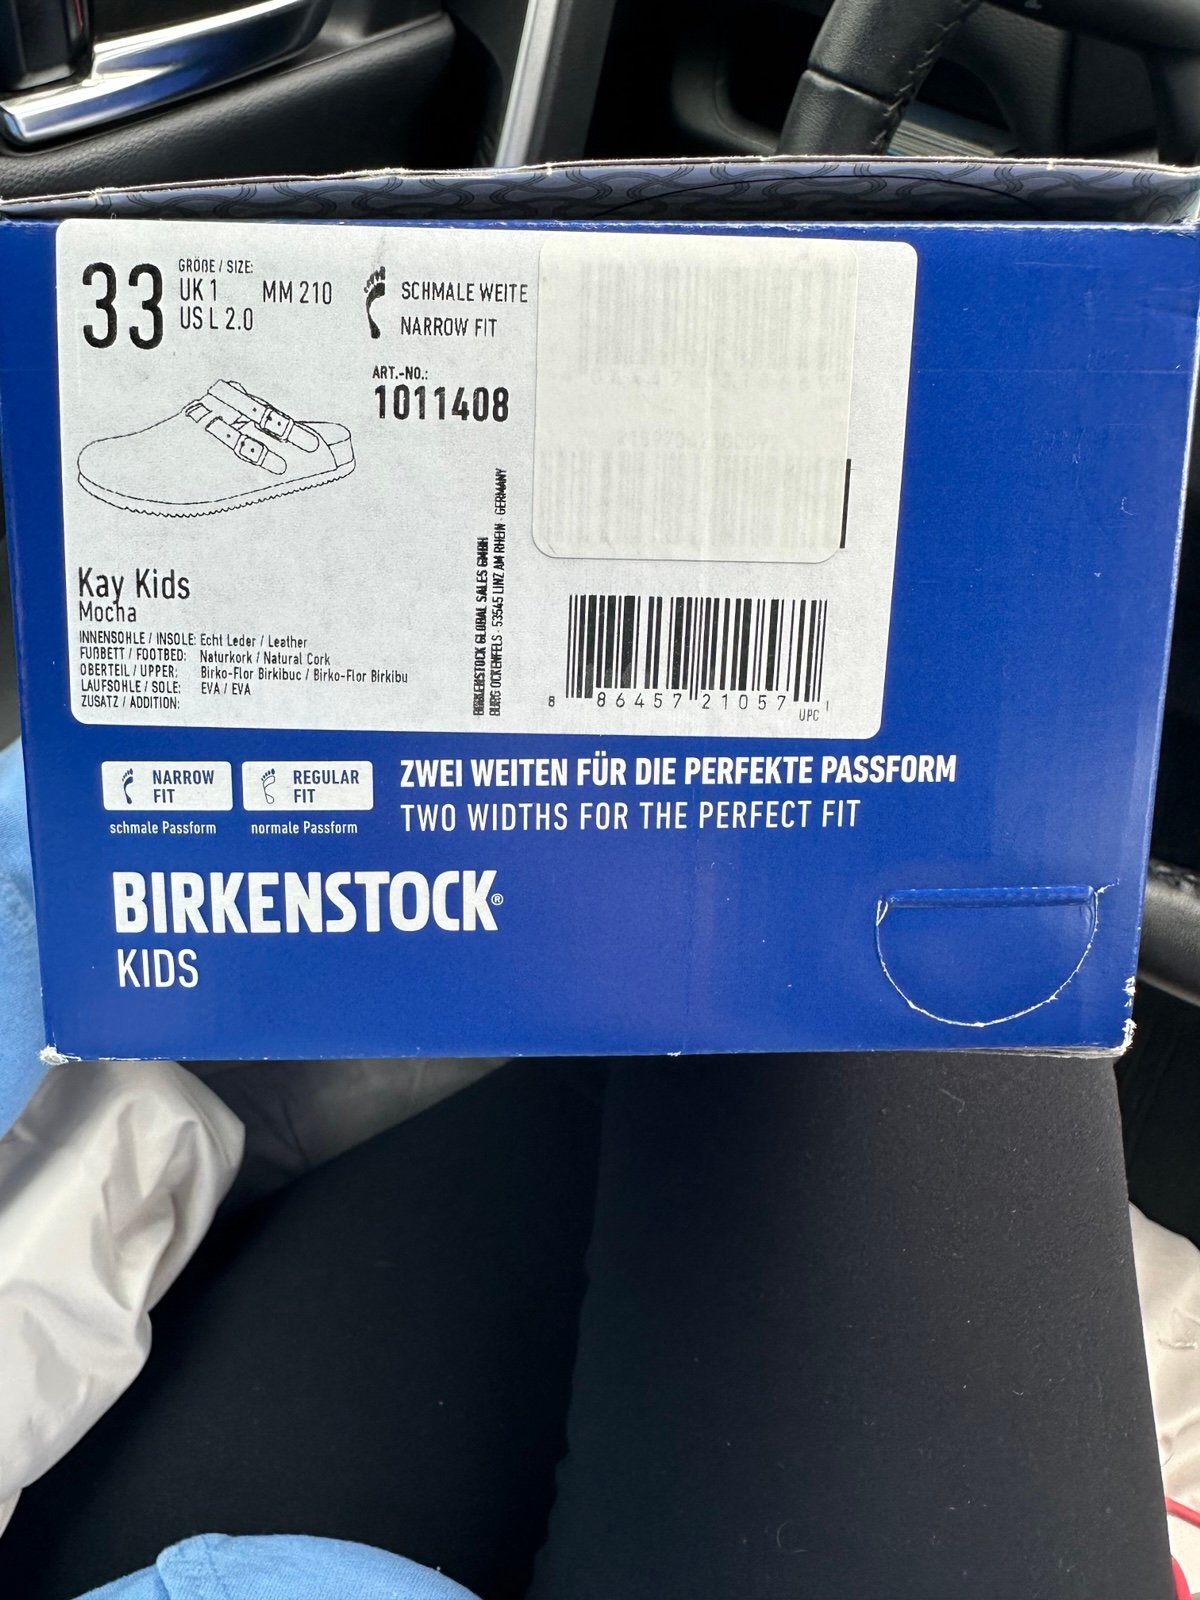 33
GRÖßE / SIZE:
UK 1 MM 210
US L 2.0
SCHMALE WEITE
NARROW FIT
ART.-NO.:
1011408
Kay Kids
Mocha
INNENSOHLE / INSOLE: Echt Leder / Leather
FUßBETT / FOOTBED: Naturkork / Natural Cork
OBERTEIL / UPPER: Birko-Flor Birkibuc / Birko-Flor Birkibu
LAUFSOHLE / SOLE: EVA / EVA
ZUSATZ / ADDITION:
BIRKENSTOCK GLOBAL SALES GMBH
BURG OCKENFELS - 53545 LINZ AM RHEIN - GERMANY
8 86457 21057 1
UPC
NARROW FIT
schmale Passform
REGULAR FIT
normale Passform
ZWEI WEITEN FÜR DIE PERFEKTE PASSFORM
TWO WIDTHS FOR THE PERFECT FIT
BIRKENSTOCK®
KIDS